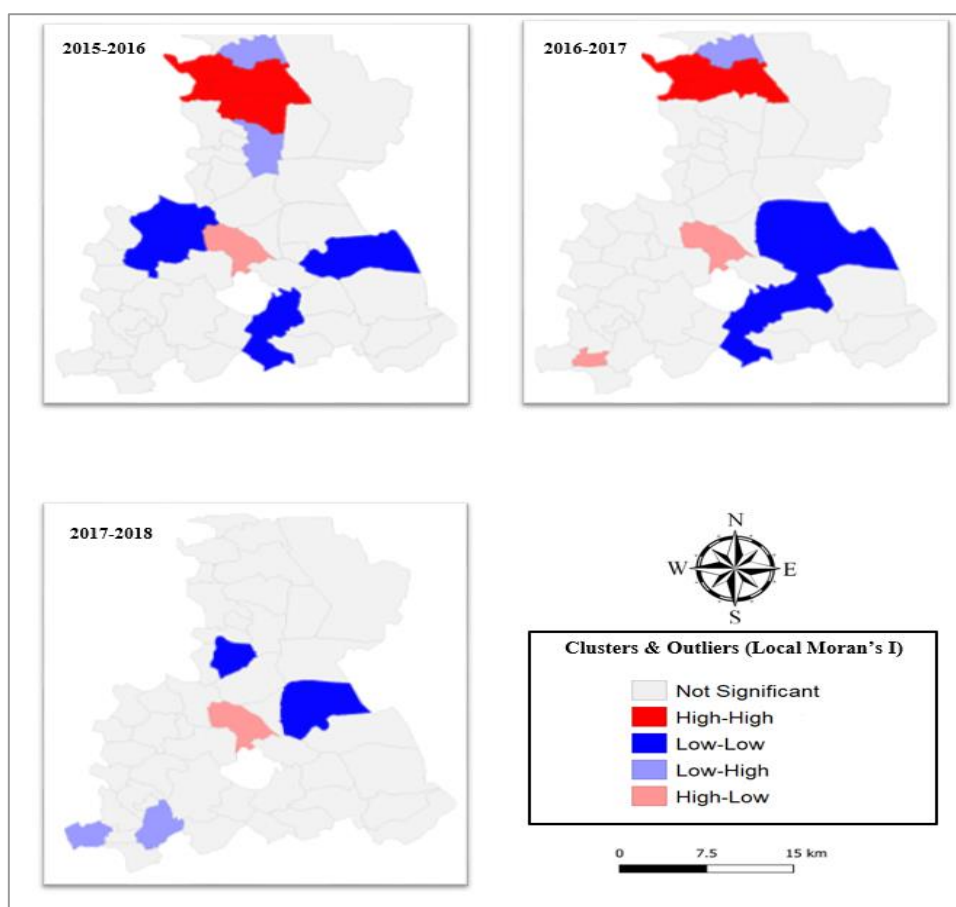 2015-2016
2016-2017
2017-2018
N
W E
S
Clusters & Outliers (Local Moran's I)
Not Significant
High-High
Low-Low
Low-High
High-Low
0 7.5 15 km